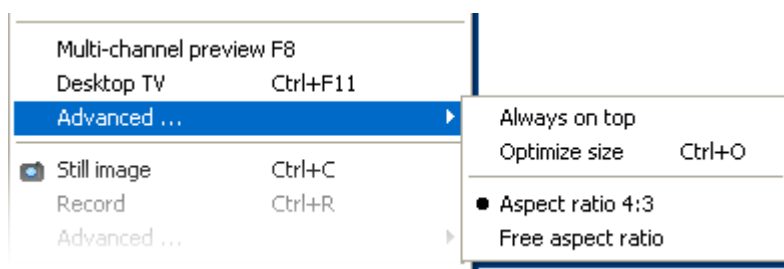 Multi-channel preview F8
Desktop TV Ctrl+F11
Advanced ...
Still image Ctrl+C
Record Ctrl+R
Advanced ...
Always on top
Optimize size Ctrl+O
Aspect ratio 4:3
Free aspect ratio